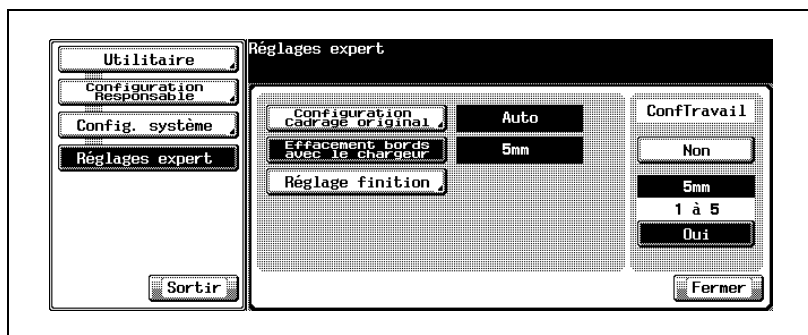 Utilitaire
Configuration
Responsable
Config. système
Réglages expert
Sortir
Réglages expert
Configuration
Cadrage original
Auto
Effacement bords
avec le chargeur
5mm
Réglage finition
ConfTravail
Non
5mm
1 à 5
Oui
Fermer